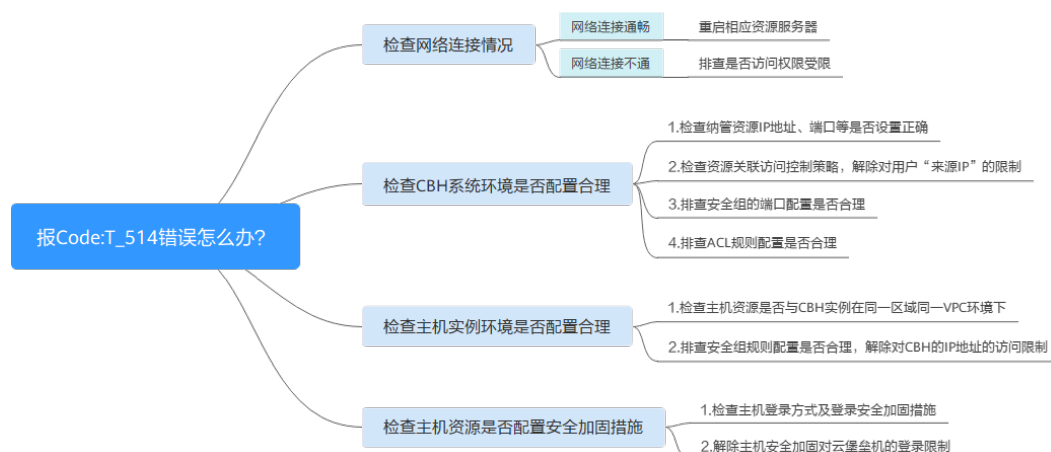 报Code:T_514错误怎么办？
检查网络连接情况
网络连接通畅
重启相应资源服务器
网络连接不通
排查是否访问权限受限
检查CBH系统环境是否配置合理
1.检查纳管资源IP地址、端口等是否设置正确
2.检查资源关联访问控制策略，解除对用户“来源IP”的限制
3.排查安全组的端口配置是否合理
4.排查ACL规则配置是否合理
检查主机实例环境是否配置合理
1.检查主机资源是否与CBH实例在同一区域同一VPC环境下
2.排查安全组规则配置是否合理，解除对CBH的IP地址的访问限制
检查主机资源是否配置安全加固措施
1.检查主机登录方式及登录安全加固措施
2.解除主机安全加固对云堡垒机的登录限制